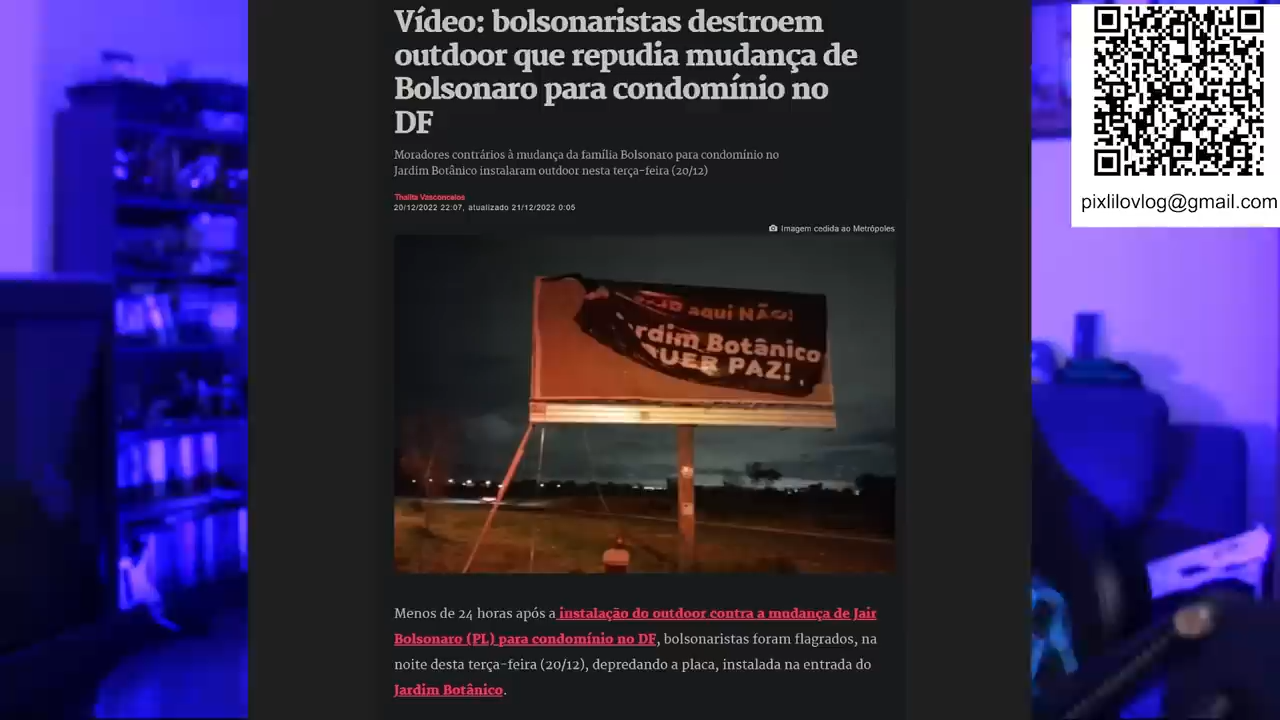 Vídeo: bolsonaristas destroem
outdoor que repudia mudança de
Bolsonaro para condomínio no
DF
Moradores contrários à mudança da família Bolsonaro para condomínio no
Jardim Botânico instalaram outdoor nesta terça-feira (20/12)
Thalita Vasconcelos
20/12/2022 22:07, atualizado 21/12/2022 0:05
Imagem cedida ao Metrópoles
aqui NÃO!
rdim Botânico
UER PAZ!
Menos de 24 horas após a instalação do outdoor contra a mudança de Jair
Bolsonaro (PL) para condomínio no DF, bolsonaristas foram flagrados, na
noite desta terça-feira (20/12), depredando a placa, instalada na entrada do
Jardim Botânico.
pixlilovlog@gmail.com